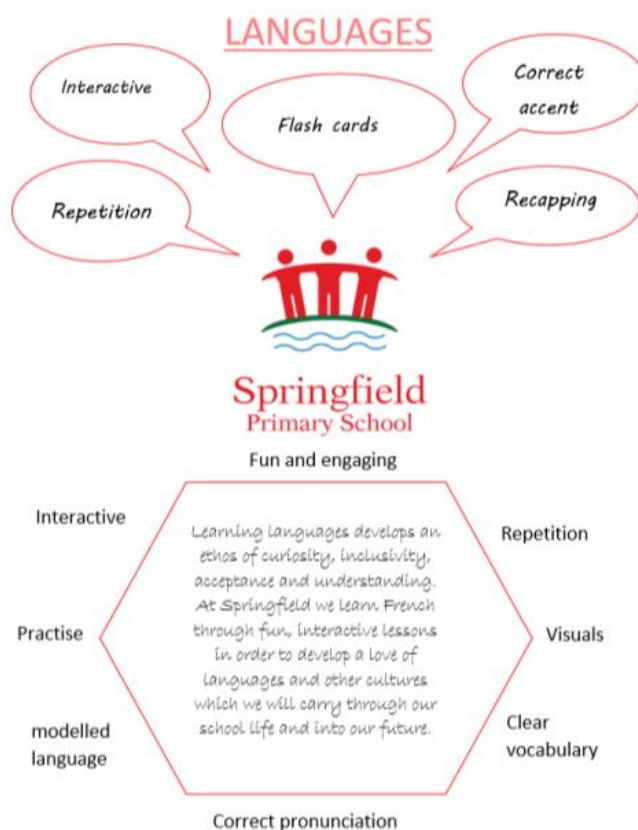 LANGUAGES
Interactive
Flash cards
Correct
accent
Repetition
Recapping
Springfield
Primary School
Fun and engaging
Interactive
Repetition
Learning languages develops an
ethos of curiosity, inclusivity,
acceptance and understanding.
At Springfield we learn French
through fun, interactive lessons
in order to develop a love of
languages and other cultures
which we will carry through our
school life and into our future.
Practise
Visuals
modelled
language
Clear
vocabulary
Correct pronunciation